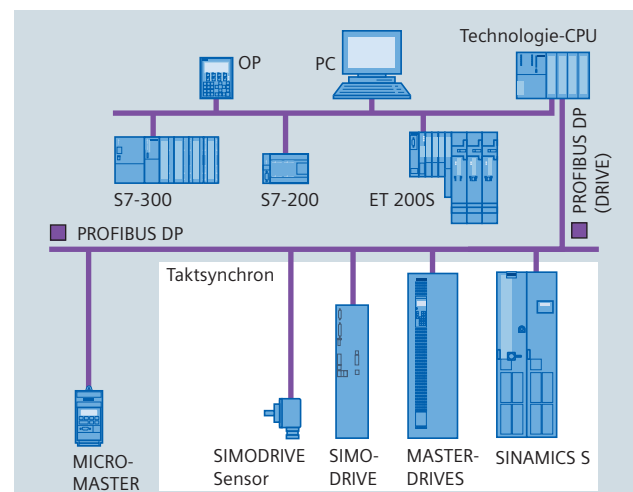 Technologie-CPU
OP
PC
S7-300
S7-200
ET 200S
PROFIBUS DP
(DRIVE)
PROFIBUS DP
Taktsynchron
MICRO-
MASTER
SIMODRIVE
Sensor
SIMO-
DRIVE
MASTER-
DRIVES
SINAMICS S